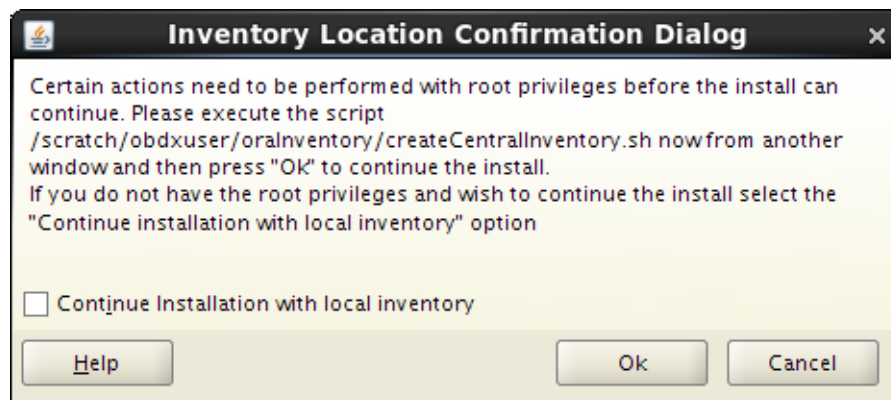 Inventory Location Confirmation Dialog
Certain actions need to be performed with root privileges before the install can
continue. Please execute the script
/scratch/obdxuser/oraInventory/createCentralInventory.sh now from another
window and then press "Ok" to continue the install.
If you do not have the root privileges and wish to continue the install select the
"Continue installation with local inventory" option
Continue Installation with local inventory
Help
Ok
Cancel